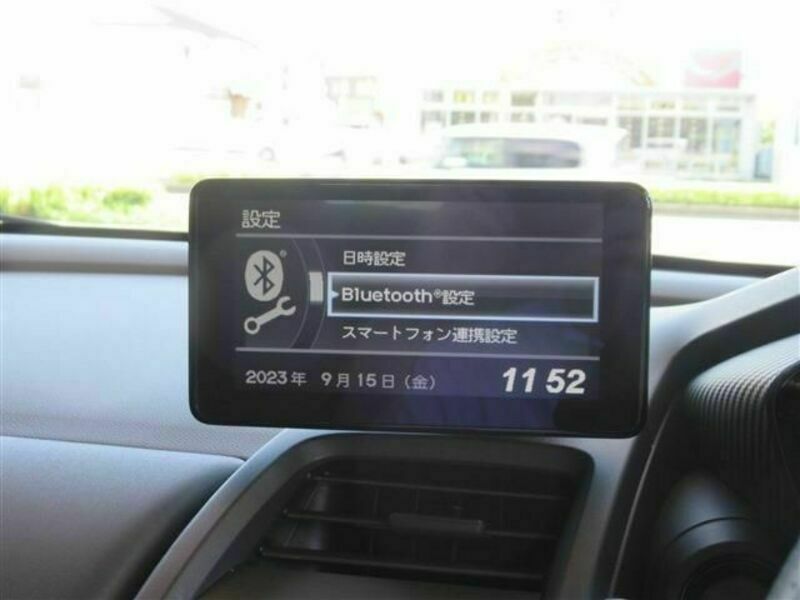 設定
日時設定
Bluetooth®設定
スマートフォン連携設定
2023年 9月15日（金） 11 52